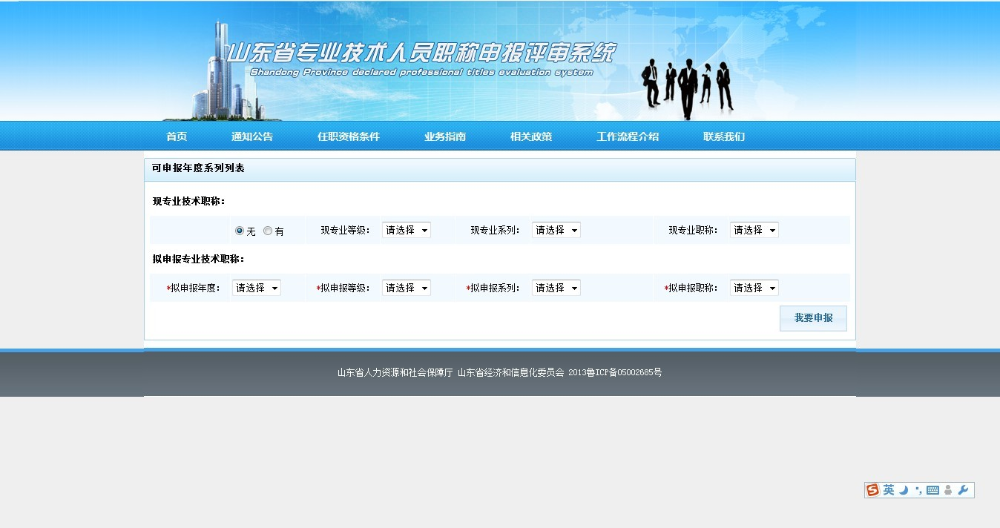 山东省专业技术人员职称申报评审系统
Shandong Province declared professional titles evaluation system
首页 通知公告 任职资格条件 业务指南 相关政策 工作流程介绍 联系我们
可申报年度系列列表
现专业技术职称：
无 有 现专业等级： 请选择 现专业系列： 请选择 现专业职称： 请选择
拟申报专业技术职称：
*拟申报年度： 请选择 *拟申报等级： 请选择 *拟申报系列： 请选择 *拟申报职称： 请选择
我要申报
山东省人力资源和社会保障厅 山东省经济和信息化委员会 2013鲁ICP备05002685号
S 英